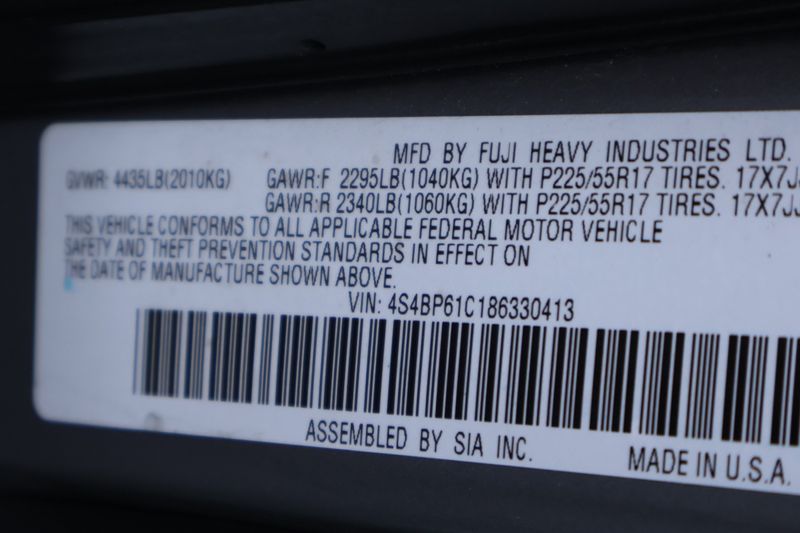 MFD BY FUJI HEAVY INDUSTRIES LTD.
GVWR: 4435LB(2010KG) GAWR:F 2295LB(1040KG) WITH P225/55R17 TIRES. 17X7JJ
GAWR:R 2340LB(1060KG) WITH P225/55R17 TIRES. 17X7JJ
THIS VEHICLE CONFORMS TO ALL APPLICABLE FEDERAL MOTOR VEHICLE
SAFETY AND THEFT PREVENTION STANDARDS IN EFFECT ON
THE DATE OF MANUFACTURE SHOWN ABOVE.
VIN: 4S4BP61C186330413
ASSEMBLED BY SIA INC.
MADE IN U.S.A.